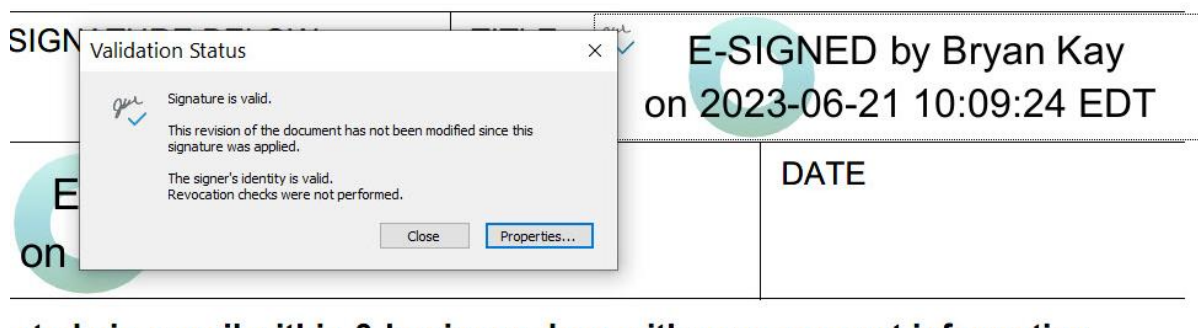 Validation Status
Signature is valid.
This revision of the document has not been modified since this
signature was applied.
The signer's identity is valid.
Revocation checks were not performed.
Close
Properties...
E-SIGNED by Bryan Kay
on 2023-06-21 10:09:24 EDT
DATE
E
on